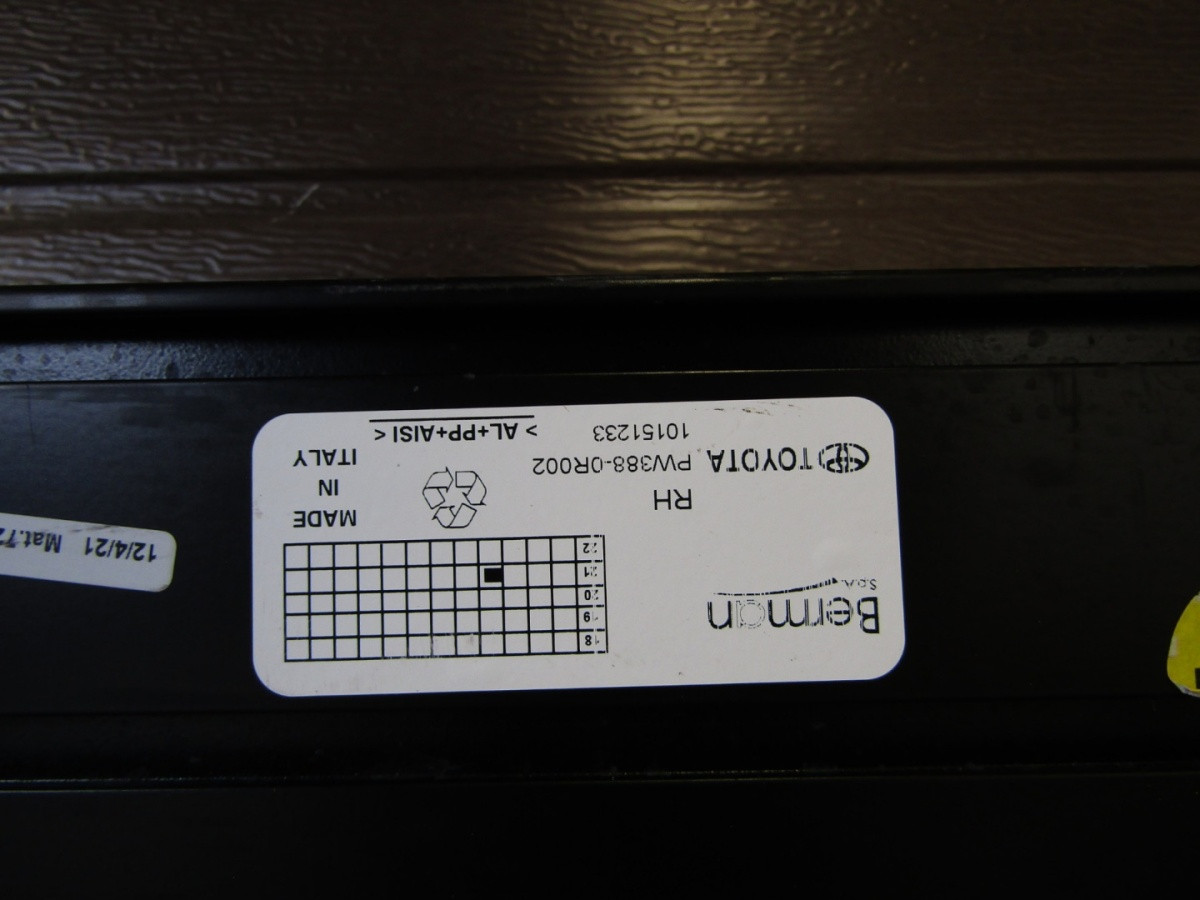 Berman
S.p.A.
18
19
20
21
22
RH
TOYOTA PW388-0R002
10151233
MADE
IN
ITALY
> AL+PP+AISI <
12/4/21 Mat.